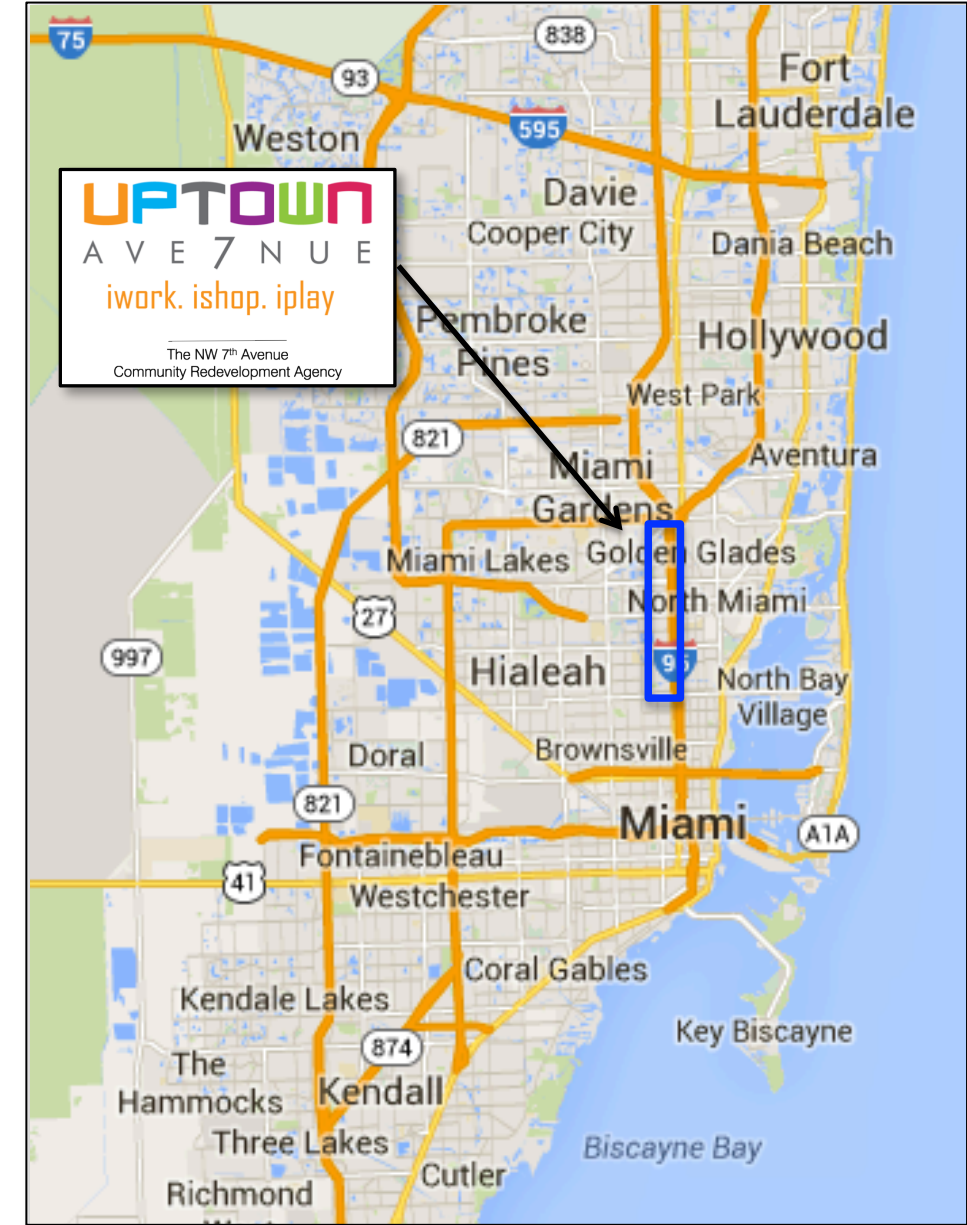 75
838
93
Fort
Lauderdale
595
Weston
UPTOWN
AVE7NUE
iwork. ishop. iplay
The NW 7th Avenue
Community Redevelopment Agency
Davie
Cooper City
Dania Beach
Pembroke
Pines
Hollywood
West Park
821
Miami
Gardens
Aventura
Miami Lakes
Golden Glades
27
North Miami
997
Hialeah
95
North Bay
Village
Doral
Brownsville
821
Miami
A1A
Fontainebleau
41
Westchester
Coral Gables
Kendale Lakes
Key Biscayne
874
The
Hammocks
Kendall
Three Lakes
Biscayne Bay
Cutler
Richmond